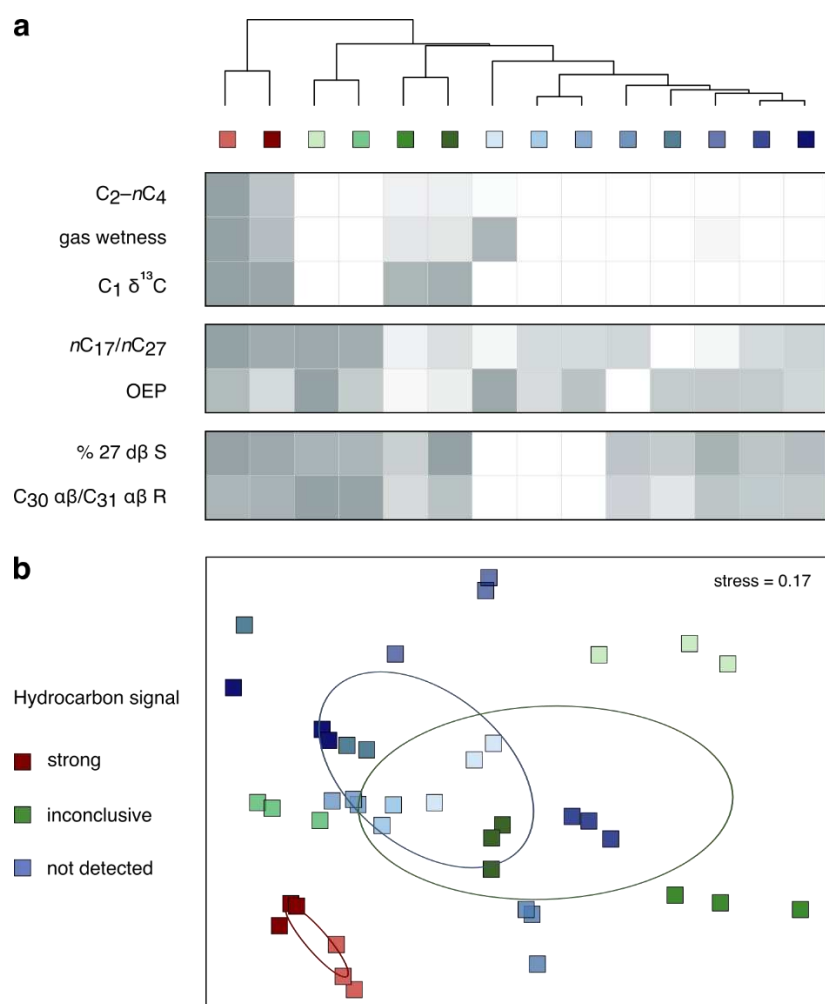 a
C₂–nC₄
gas wetness
C₁ δ¹³C
nC₁₇/nC₂₇
OEP
% 27 dβ S
C₃₀ αβ/C₃₁ αβ R
b
stress = 0.17
Hydrocarbon signal
strong
inconclusive
not detected